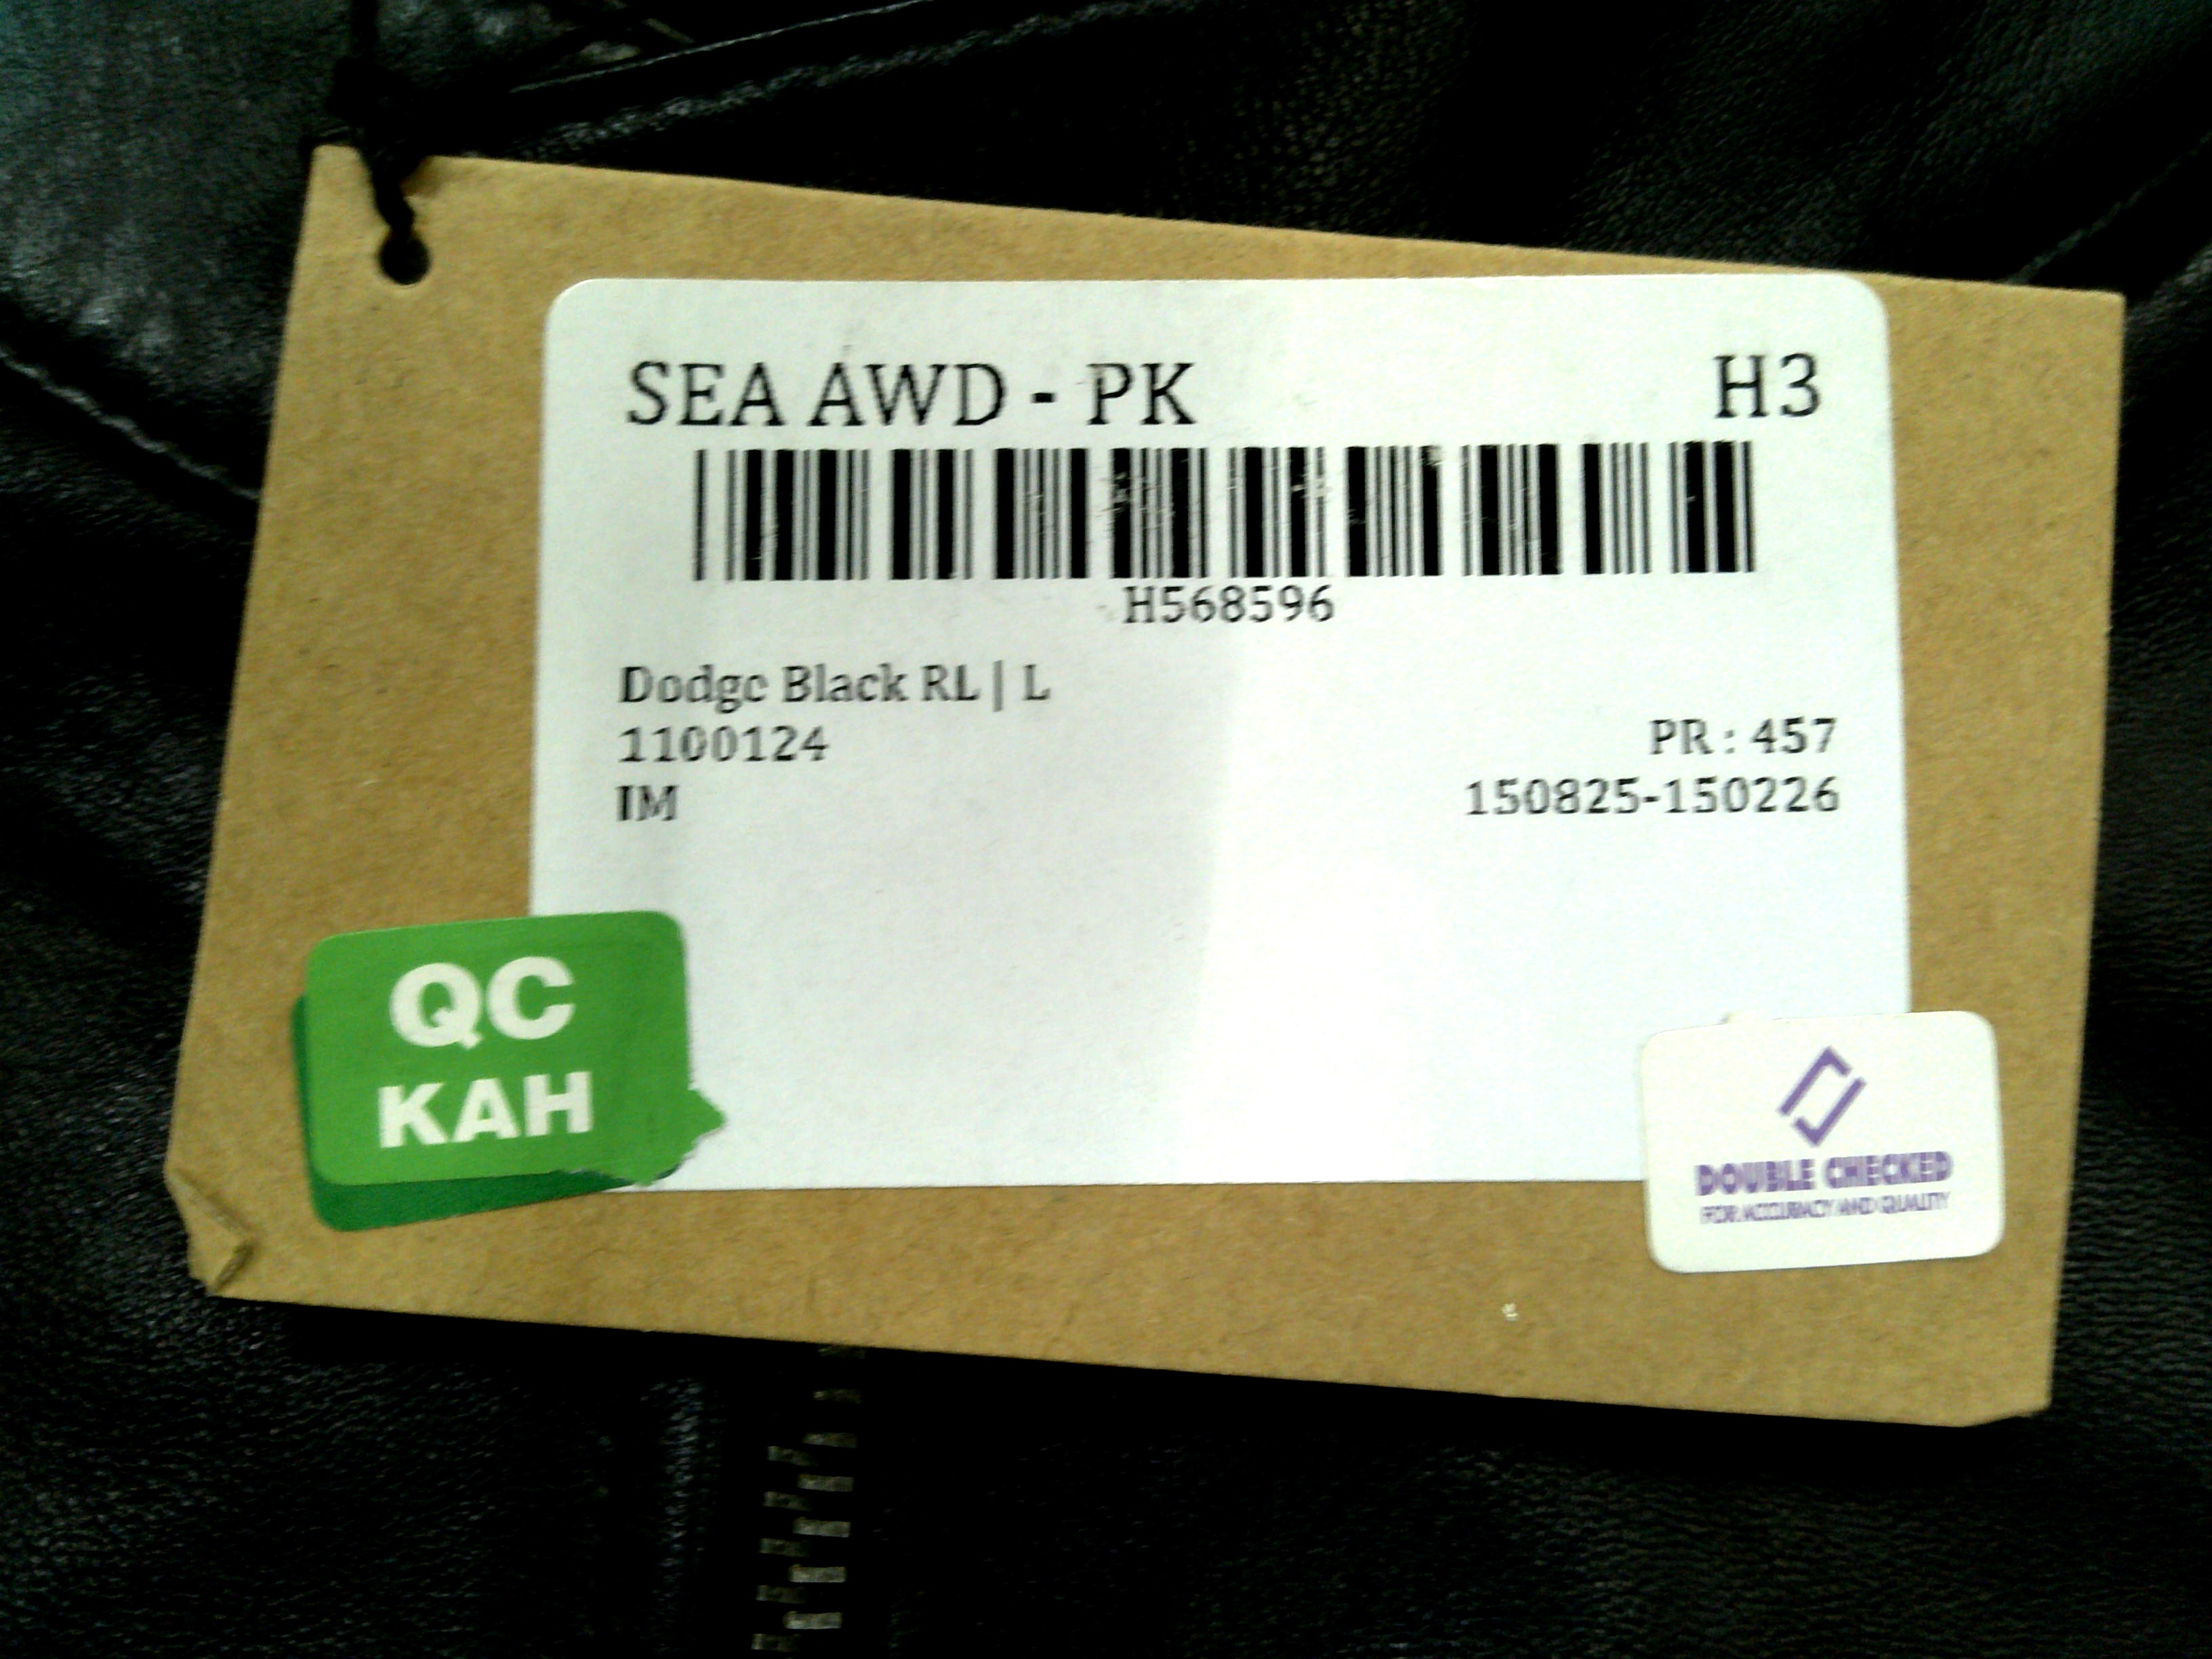 SEA AWD - PK H3
H568596
Dodge Black RL | L
1100124 PR : 457
IM 150825-150226
QC
KAH
DOUBLE CHECKED
FOR ACCURACY AND QUALITY